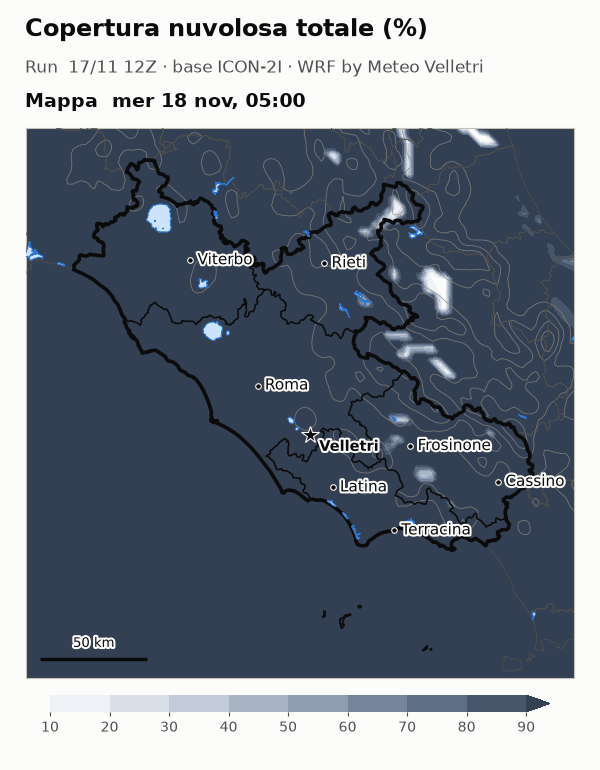 Copertura nuvolosa totale (%)
Run  17/11 12Z · base ICON-2I · WRF by Meteo Velletri
Mappa  mer 18 nov, 05:00
Viterbo
Rieti
Roma
Velletri
Frosinone
Cassino
Latina
Terracina
50 km
10 20 30 40 50 60 70 80 90